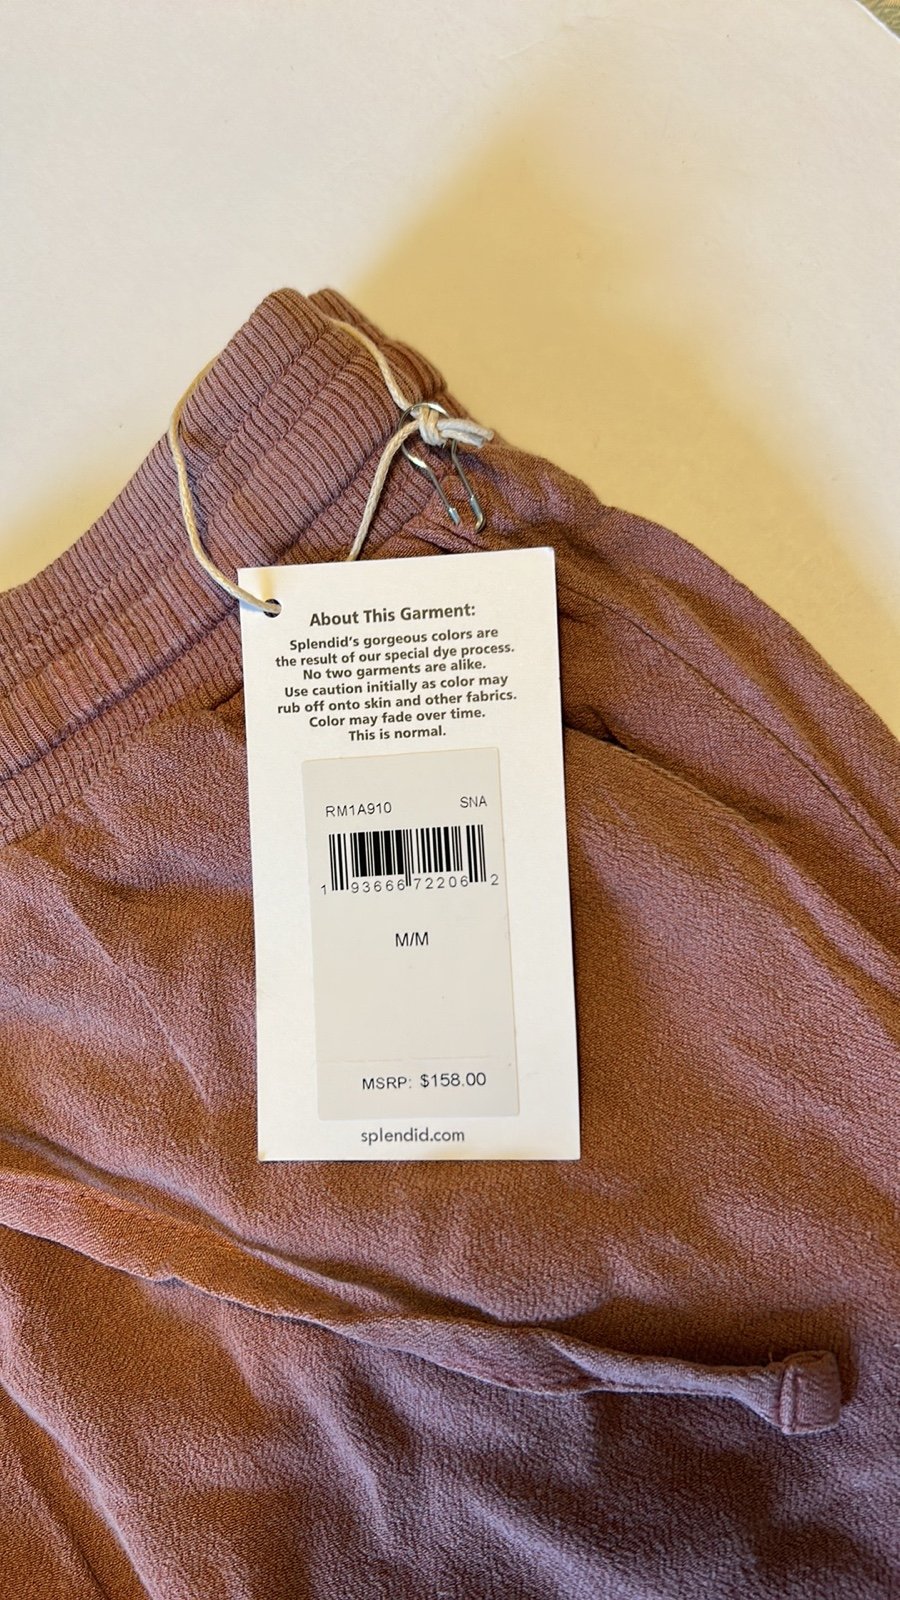 About This Garment:
Splendid's gorgeous colors are
the result of our special dye process.
No two garments are alike.
Use caution initially as color may
rub off onto skin and other fabrics.
Color may fade over time.
This is normal.
RM1A910 SNA
1 93666 72206 2
M/M
MSRP: $158.00
splendid.com